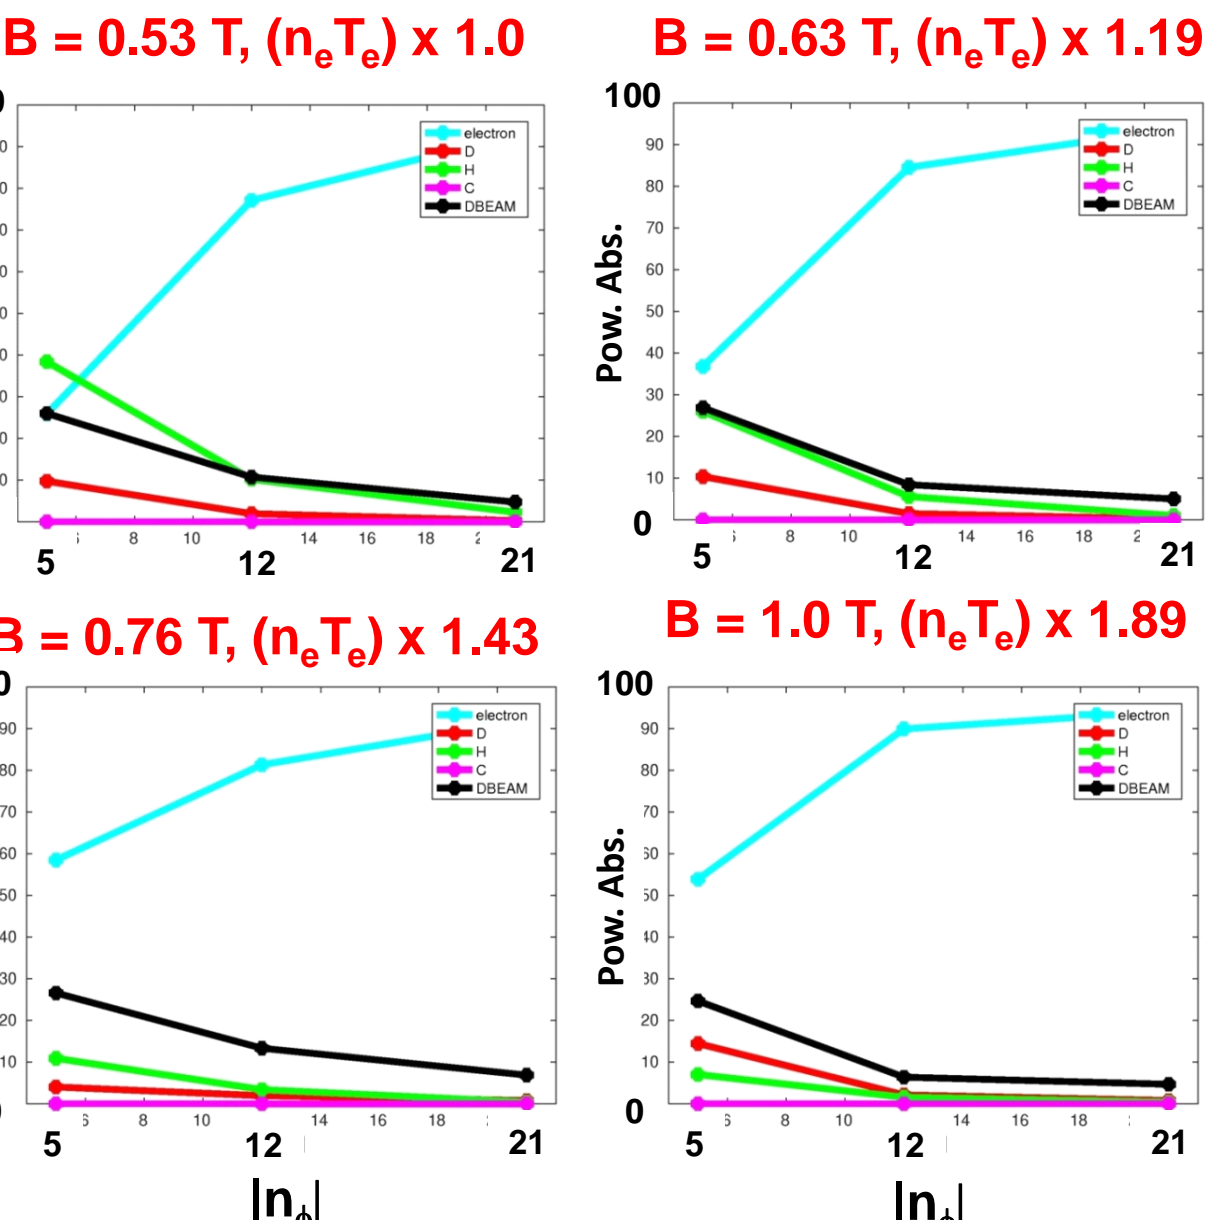 B = 0.53 T, (nₑTₑ) x 1.0
electron
D
H
C
DBEAM
8 10 14 16 18
5 12 21
B = 0.63 T, (nₑTₑ) x 1.19
100
90
80
70
60
50
40
30
20
10
0
Pow. Abs.
electron
D
H
C
DBEAM
8 10 14 16 18
5 12 21
B = 0.76 T, (nₑTₑ) x 1.43
90
80
70
60
50
40
30
20
10
electron
D
H
C
DBEAM
8 10 14 16 18
5 12 21
|nϕ|
B = 1.0 T, (nₑTₑ) x 1.89
100
90
80
70
60
50
40
30
20
10
0
Pow. Abs.
electron
D
H
C
DBEAM
8 10 14 16 18
5 12 21
|nϕ|